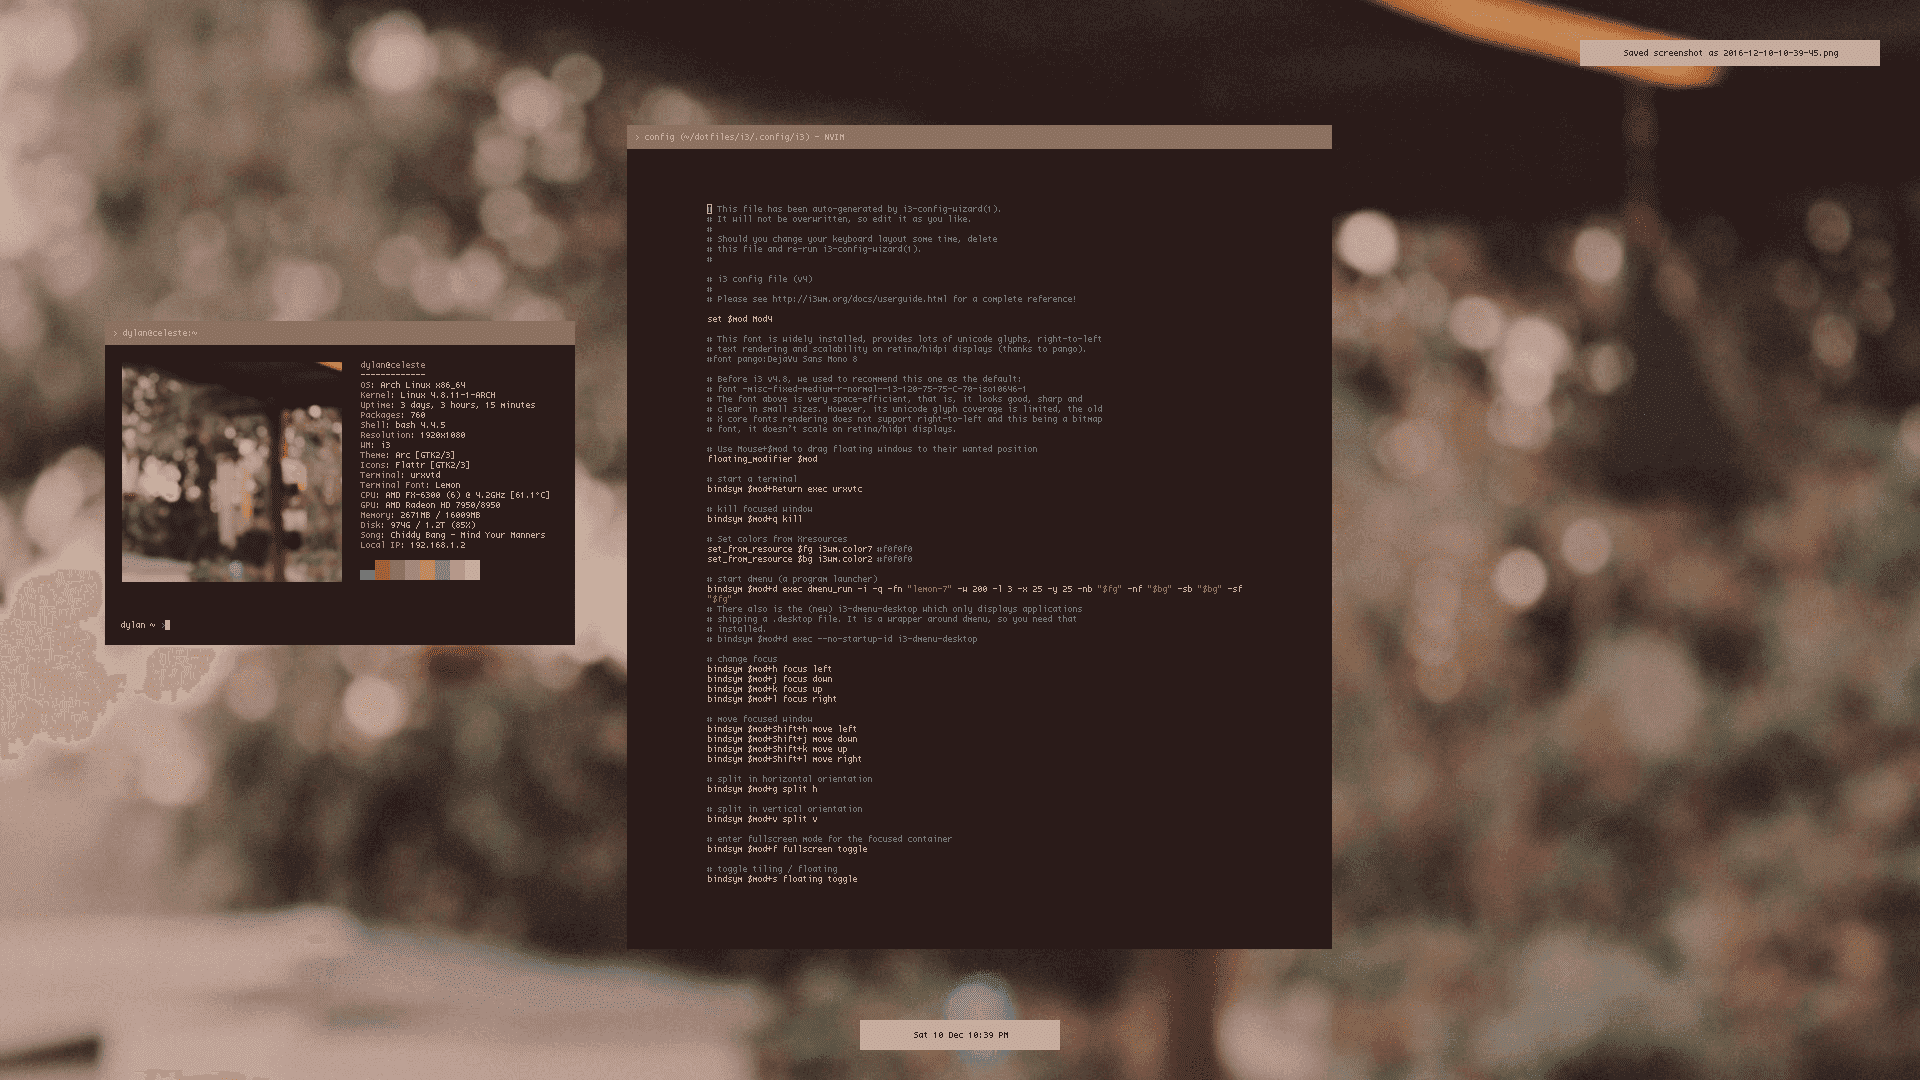 Saved screenshot as 2016-12-10-10-39-45.png
> config (~/dotfiles/i3/.config/i3) - NVIM
# This file has been auto-generated by i3-config-wizard(1).
# It will not be overwritten, so edit it as you like.
#
# Should you change your keyboard layout some time, delete
# this file and re-run i3-config-wizard(1).
#
# i3 config file (v4)
#
# Please see http://i3wm.org/docs/userguide.html for a complete reference!
set $mod Mod4
# This font is widely installed, provides lots of unicode glyphs, right-to-left
# text rendering and scalability on retina/hidpi displays (thanks to pango).
#font pango:DejaVu Sans Mono 8
# Before i3 v4.8, we used to recommend this one as the default:
# font -misc-fixed-medium-r-normal--13-120-75-75-C-70-iso10646-1
# The font above is very space-efficient, that is, it looks good, sharp and
# clear in small sizes. However, its unicode glyph coverage is limited, the old
# X core fonts rendering does not support right-to-left and this being a bitmap
# font, it doesn't scale on retina/hidpi displays.
# Use Mouse+$mod to drag floating windows to their wanted position
floating_modifier $mod
# start a terminal
bindsym $mod+Return exec urxvtc
# kill focused window
bindsym $mod+q kill
# Set colors from Xresources
set_from_resource $fg i3wm.color7 #f0f0f0
set_from_resource $bg i3wm.color2 #f0f0f0
# start dmenu (a program launcher)
bindsym $mod+d exec dmenu_run -i -q -fn "lemon-7" -w 200 -l 3 -x 25 -y 25 -nb "$fg" -nf "$bg" -sb "$bg" -sf
"$fg"
# There also is the (new) i3-dmenu-desktop which only displays applications
# shipping a .desktop file. It is a wrapper around dmenu, so you need that
# installed.
# bindsym $mod+d exec --no-startup-id i3-dmenu-desktop
# change focus
bindsym $mod+h focus left
bindsym $mod+j focus down
bindsym $mod+k focus up
bindsym $mod+l focus right
# move focused window
bindsym $mod+Shift+h move left
bindsym $mod+Shift+j move down
bindsym $mod+Shift+k move up
bindsym $mod+Shift+l move right
# split in horizontal orientation
bindsym $mod+g split h
# split in vertical orientation
bindsym $mod+v split v
# enter fullscreen mode for the focused container
bindsym $mod+f fullscreen toggle
# toggle tiling / floating
bindsym $mod+s floating toggle
> dylan@celeste:~
dylan@celeste
-------------
OS: Arch Linux x86_64
Kernel: Linux 4.8.11-1-ARCH
Uptime: 3 days, 3 hours, 15 minutes
Packages: 760
Shell: bash 4.4.5
Resolution: 1920x1080
WM: i3
Theme: Arc [GTK2/3]
Icons: Flattr [GTK2/3]
Terminal: urxvtd
Terminal Font: Lemon
CPU: AMD FX-6300 (6) @ 4.2GHz [61.1°C]
GPU: AMD Radeon HD 7950/8950
Memory: 2671MB / 16009MB
Disk: 974G / 1.2T (85%)
Song: Chiddy Bang - Mind Your Manners
Local IP: 192.168.1.2
dylan ~ >
Sat 10 Dec 10:39 PM